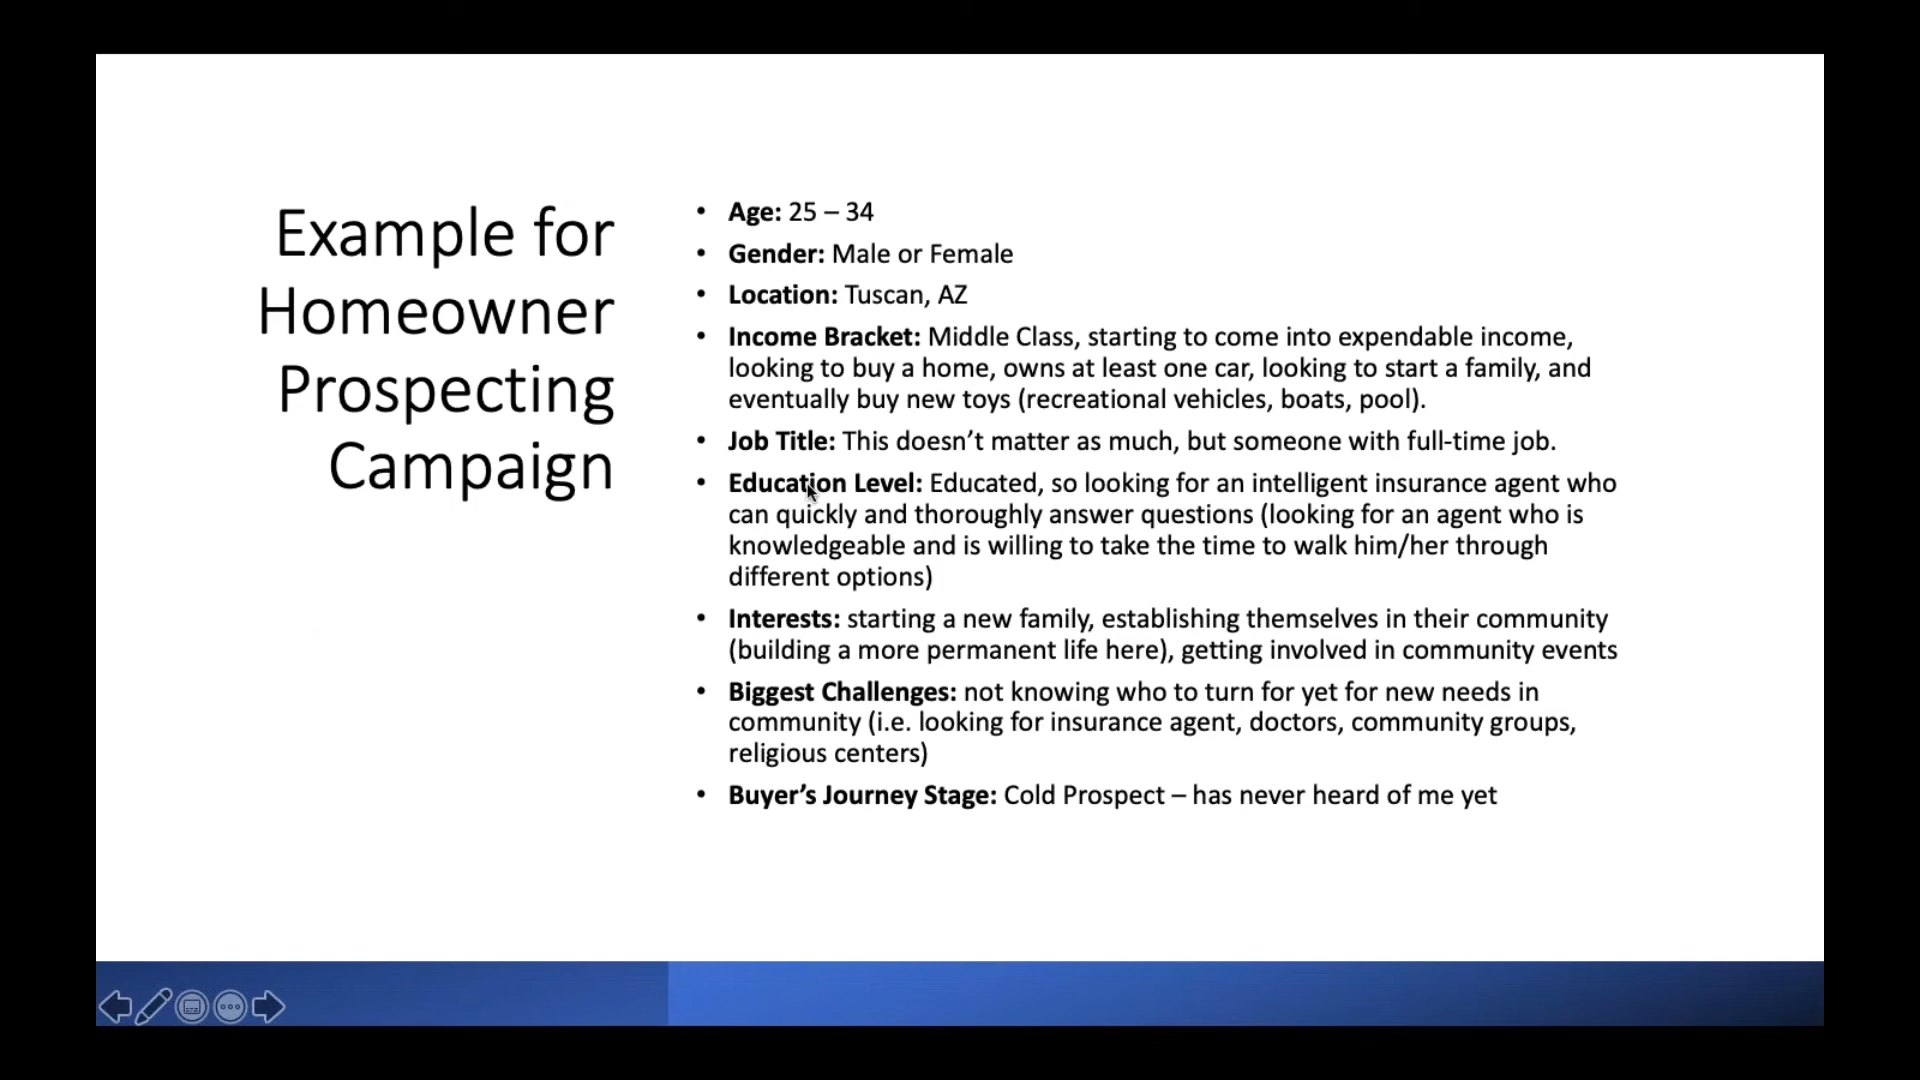 Example for
Homeowner
Prospecting
Campaign
• Age: 25 – 34
• Gender: Male or Female
• Location: Tuscan, AZ
• Income Bracket: Middle Class, starting to come into expendable income,
looking to buy a home, owns at least one car, looking to start a family, and
eventually buy new toys (recreational vehicles, boats, pool).
• Job Title: This doesn’t matter as much, but someone with full-time job.
• Education Level: Educated, so looking for an intelligent insurance agent who
can quickly and thoroughly answer questions (looking for an agent who is
knowledgeable and is willing to take the time to walk him/her through
different options)
• Interests: starting a new family, establishing themselves in their community
(building a more permanent life here), getting involved in community events
• Biggest Challenges: not knowing who to turn for yet for new needs in
community (i.e. looking for insurance agent, doctors, community groups,
religious centers)
• Buyer’s Journey Stage: Cold Prospect – has never heard of me yet